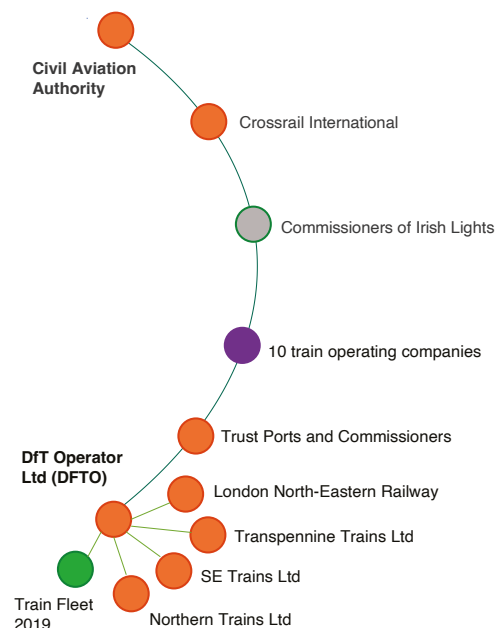 Civil Aviation
Authority
Crossrail International
Commissioners of Irish Lights
10 train operating companies
Trust Ports and Commissioners
DfT Operator
Ltd (DFTO)
London North-Eastern Railway
Transpennine Trains Ltd
SE Trains Ltd
Train Fleet
2019
Northern Trains Ltd